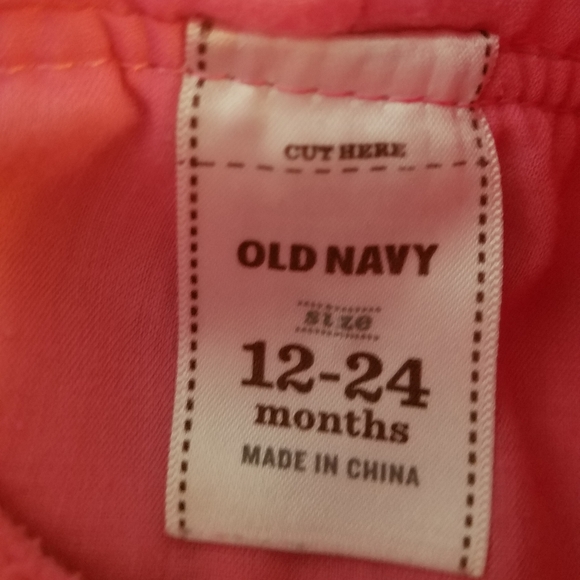 CUT HERE
OLD NAVY
size
12-24
months
MADE IN CHINA